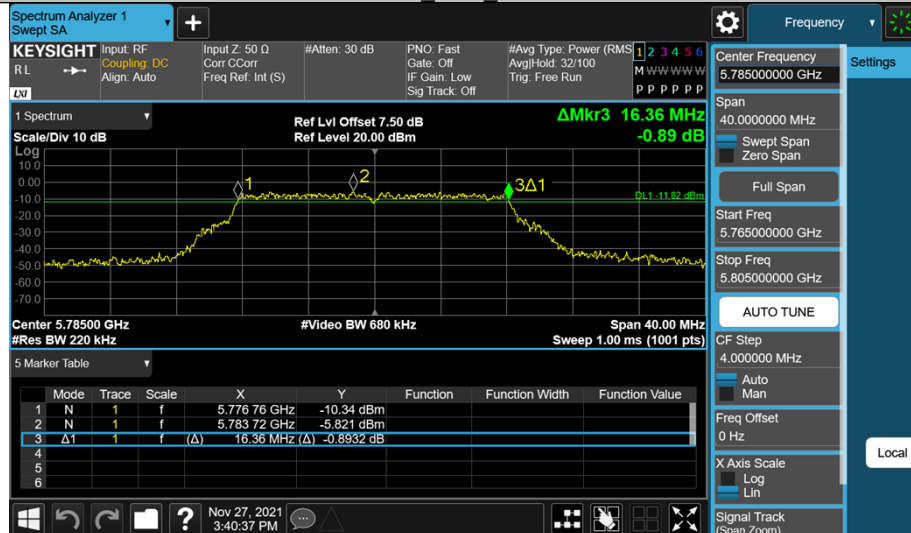 Spectrum Analyzer 1
Swept SA
+
Frequency
KEYSIGHT
R L
LXI
Input: RF
Coupling: DC
Align: Auto
Input Z: 50 Ω
Corr CCorr
Freq Ref: Int (S)
#Atten: 30 dB
PNO: Fast
Gate: Off
IF Gain: Low
Sig Track: Off
#Avg Type: Power (RMS
Avg|Hold: 32/100
Trig: Free Run
1 2 3 4 5 6
M W W W W W
P P P P P P
1 Spectrum
Scale/Div 10 dB
Ref Lvl Offset 7.50 dB
Ref Level 20.00 dBm
ΔMkr3 16.36 MHz
-0.89 dB
Log
10.0
0.00
-10.0
-20.0
-30.0
-40.0
-50.0
-60.0
-70.0
1
2
3Δ1
DL1 -11.82 dBm
Center 5.78500 GHz
#Video BW 680 kHz
Span 40.00 MHz
#Res BW 220 kHz
Sweep 1.00 ms (1001 pts)
5 Marker Table
Mode Trace Scale X Y Function Function Width Function Value
1 N 1 f 5.776 76 GHz -10.34 dBm
2 N 1 f 5.783 72 GHz -5.821 dBm
3 Δ1 1 f (Δ) 16.36 MHz (Δ) -0.8932 dB
4
5
6
?
Nov 27, 2021
3:40:37 PM
Center Frequency
5.785000000 GHz
Span
40.0000000 MHz
Swept Span
Zero Span
Full Span
Start Freq
5.765000000 GHz
Stop Freq
5.805000000 GHz
AUTO TUNE
CF Step
4.000000 MHz
Auto
Man
Freq Offset
0 Hz
X Axis Scale
Log
Lin
Signal Track
(Span Zoom)
Settings
Local